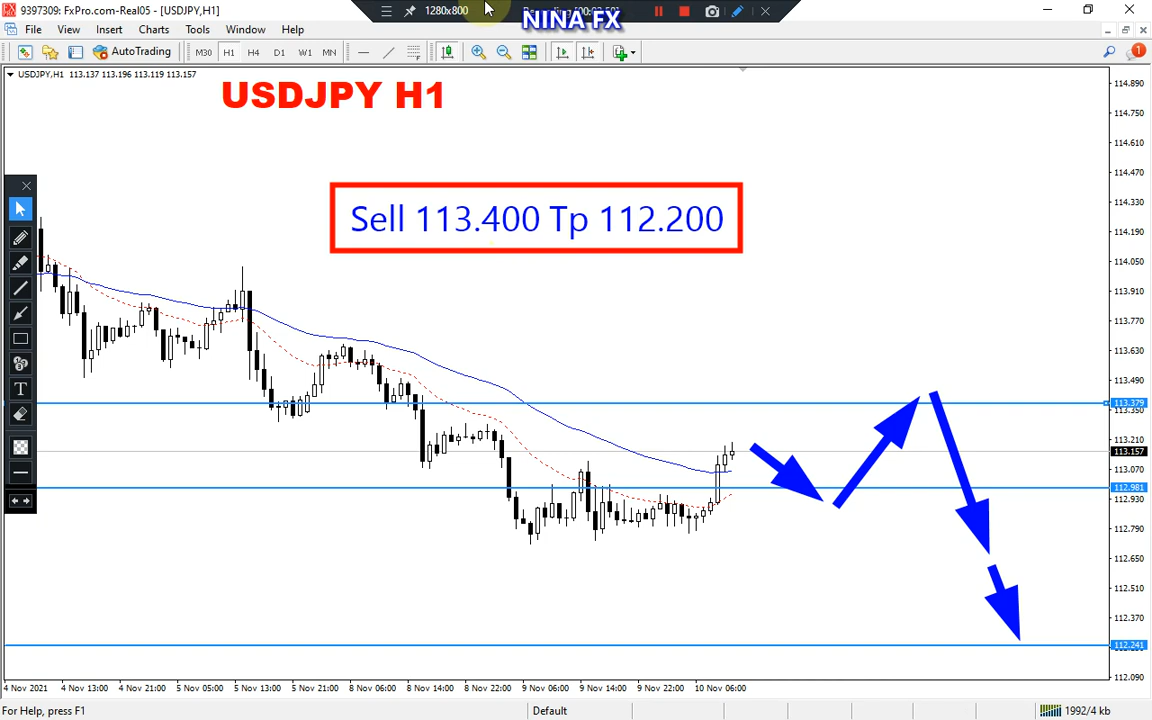 9397309: FxPro.com-Real05 - [USDJPY,H1]
1280x800
NINA FX
File View Insert Charts Tools Window Help
AutoTrading M30 H1 H4 D1 W1 MN
1
USDJPY,H1 113.137 113.196 113.119 113.157
USDJPY H1
Sell 113.400 Tp 112.200
T
114.890
114.750
114.610
114.470
114.330
114.190
114.050
113.910
113.770
113.630
113.490
113.379
113.350
113.210
113.157
113.070
112.981
112.930
112.790
112.650
112.510
112.370
112.241
112.090
4 Nov 2021 4 Nov 13:00 4 Nov 21:00 5 Nov 05:00 5 Nov 13:00 5 Nov 21:00 8 Nov 06:00 8 Nov 14:00 8 Nov 22:00 9 Nov 06:00 9 Nov 14:00 9 Nov 22:00 10 Nov 06:00
For Help, press F1 Default 1992/4 kb